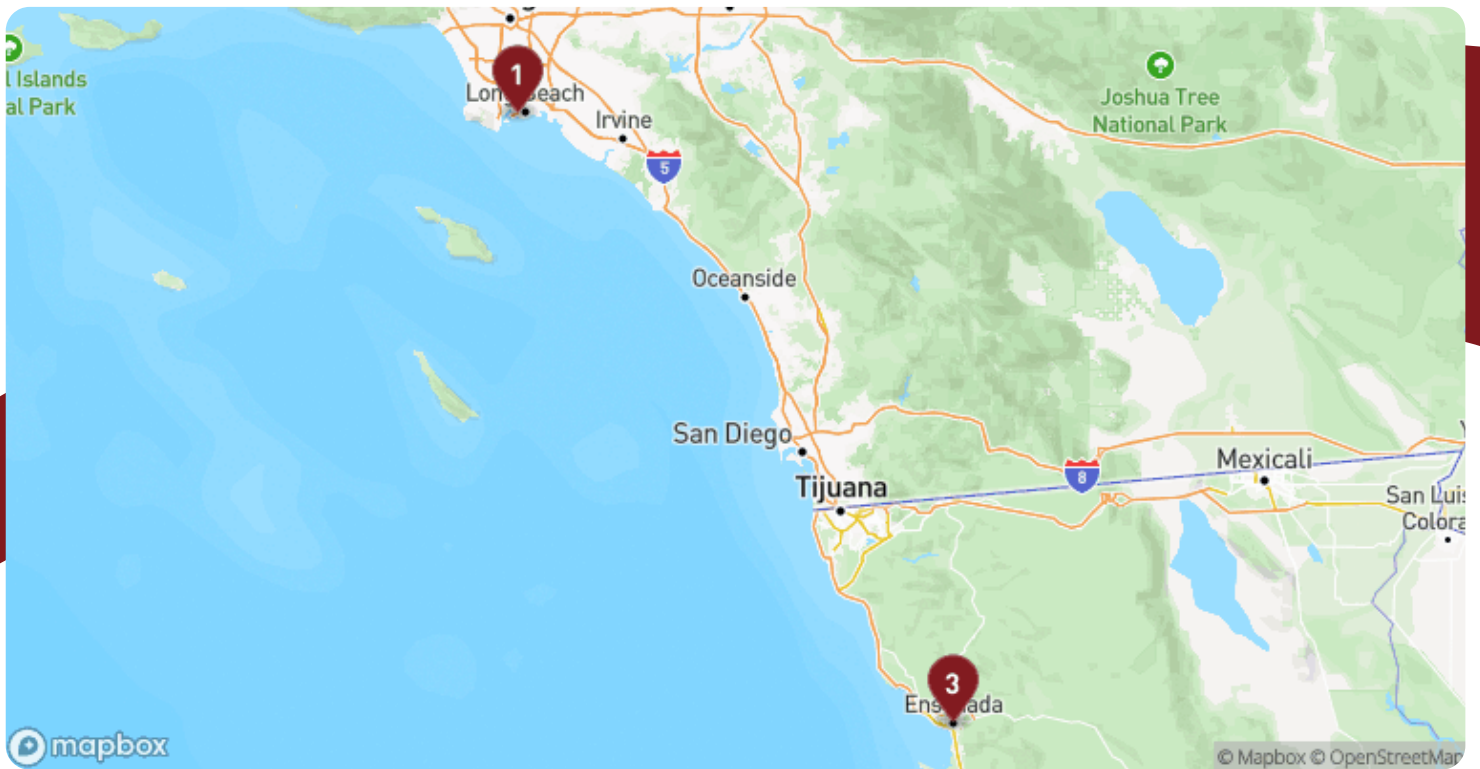 l Islands
al Park
1
Long Beach
Irvine
5
Joshua Tree
National Park
Oceanside
San Diego
Tijuana
8
Mexicali
San Luis
Colora
3
Ensenada
mapbox
© Mapbox © OpenStreetMap